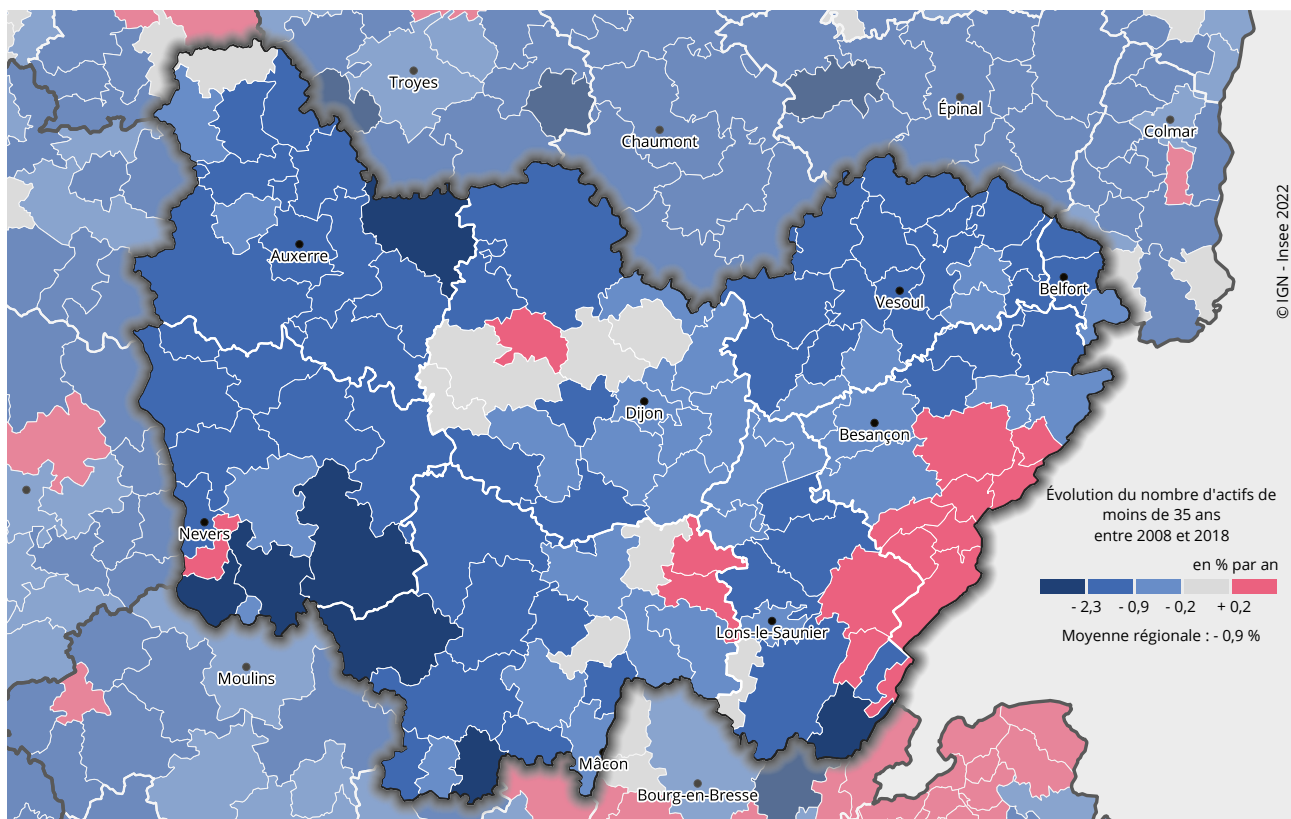 Troyes
Chaumont
Épinal
Colmar
Auxerre
Vesoul
Belfort
Dijon
Besançon
Nevers
Lons-le-Saunier
Moulins
Mâcon
Bourg-en-Bresse
© IGN - Insee 2022
Évolution du nombre d'actifs de
moins de 35 ans
entre 2008 et 2018
en % par an
- 2,3 - 0,9 - 0,2 + 0,2
Moyenne régionale : - 0,9 %